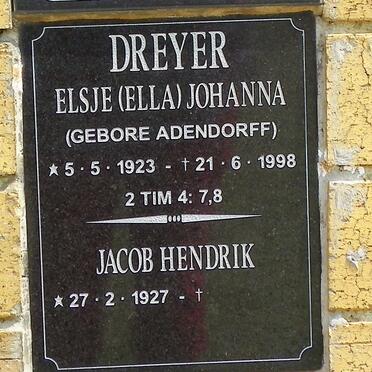 DREYER
ELSJE (ELLA) JOHANNA
(GEBORE ADENDORFF)
★ 5 · 5 · 1923 - † 21 · 6 · 1998
2 TIM 4: 7,8
JACOB HENDRIK
★ 27 · 2 · 1927 - †